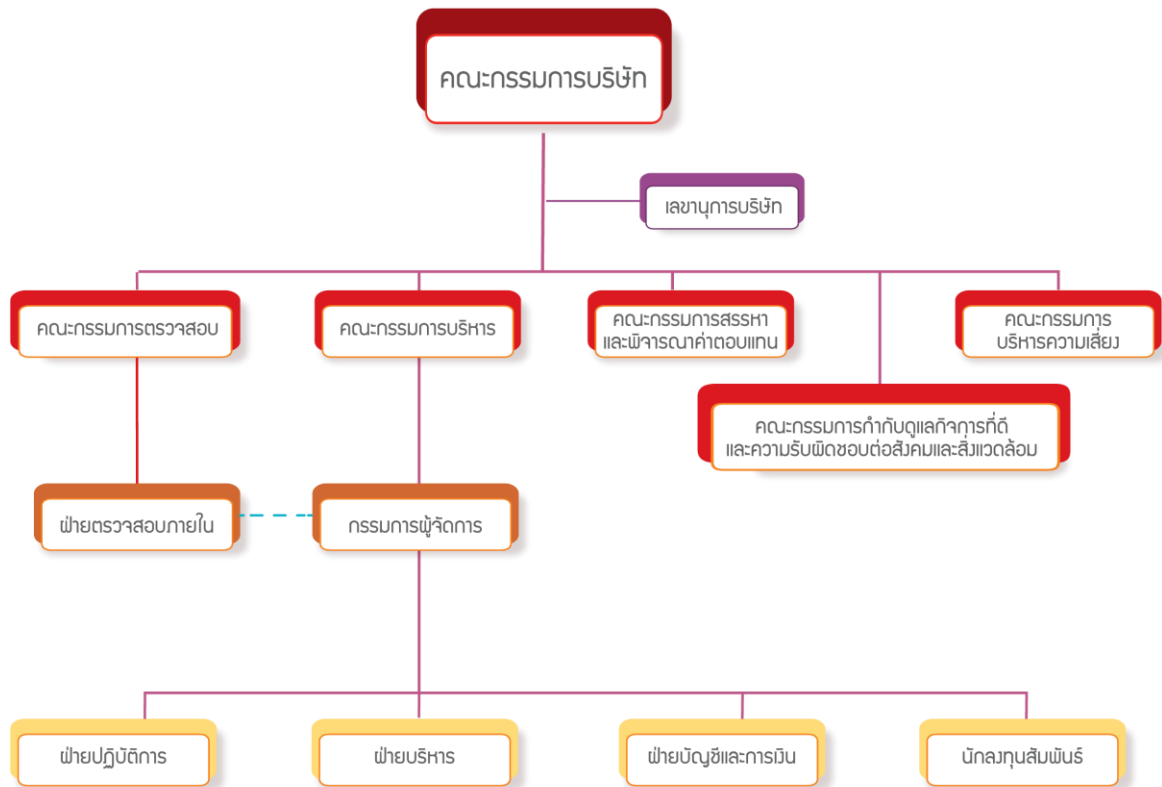 คณะกรรมการบริษัท
เลขานุการบริษัท
คณะกรรมการตรวจสอบ
คณะกรรมการบริหาร
คณะกรรมการสรรหา
และพิจารณาค่าตอบแทน
คณะกรรมการ
บริหารความเสี่ยง
คณะกรรมการกำกับดูแลกิจการที่ดี
และความรับผิดชอบต่อสังคมและสิ่งแวดล้อม
ฝ่ายตรวจสอบภายใน
กรรมการผู้จัดการ
ฝ่ายปฏิบัติการ
ฝ่ายบริหาร
ฝ่ายบัญชีและการเงิน
นักลงทุนสัมพันธ์